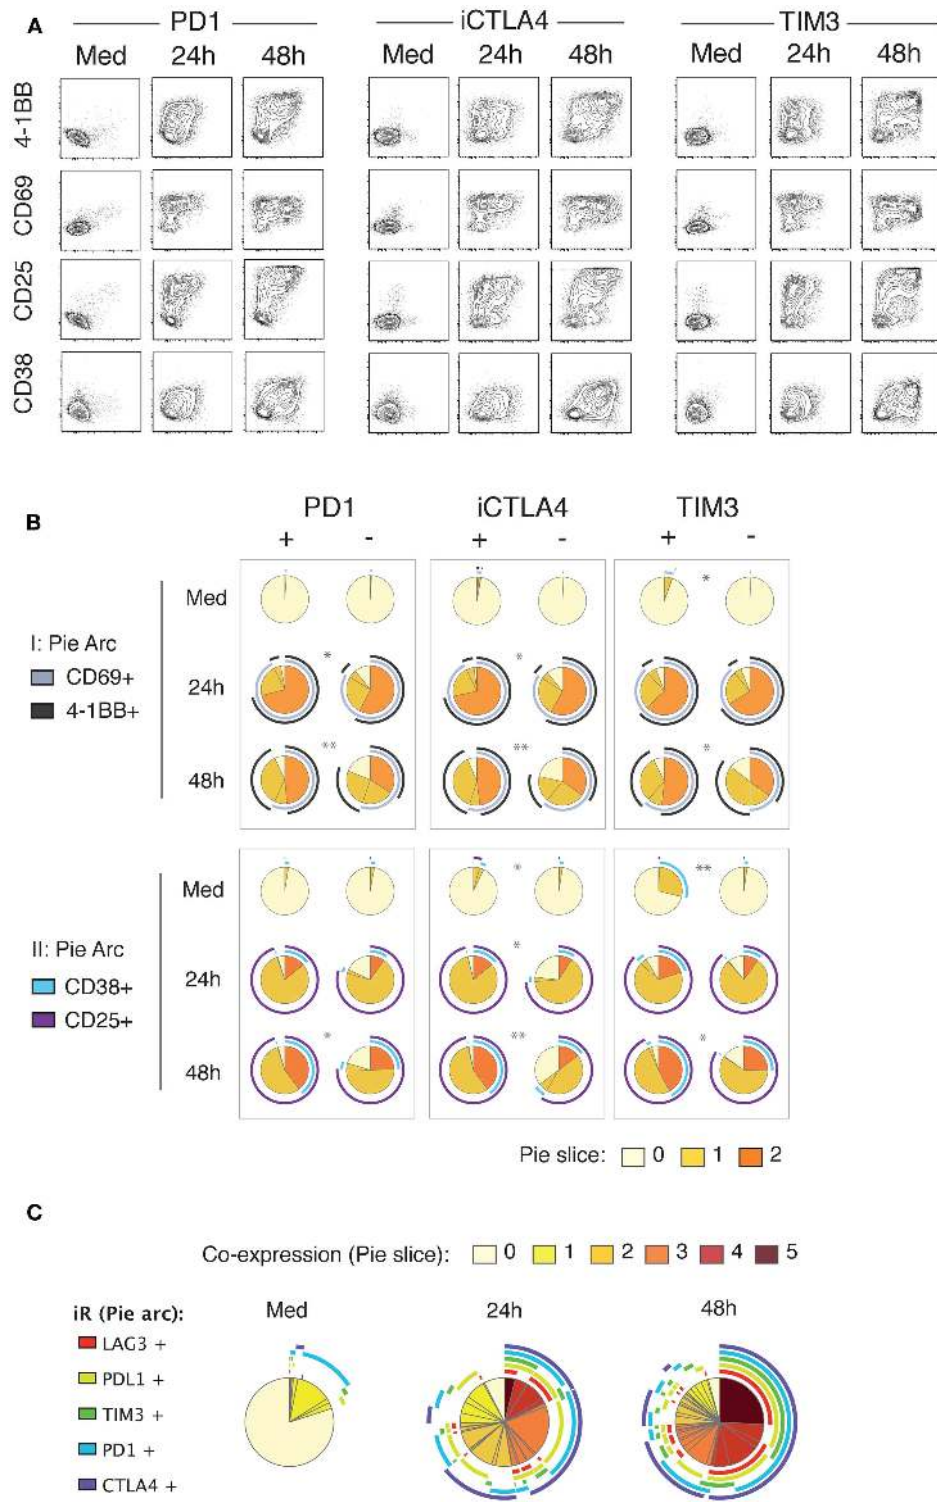 A
PD1 iCTLA4 TIM3
Med 24h 48h Med 24h 48h Med 24h 48h
4-1BB
CD69
CD25
CD38
B
PD1 iCTLA4 TIM3
+ - + - + -
Med *
I: Pie Arc
CD69+
4-1BB+
24h * *
48h ** ** *
Med * **
II: Pie Arc
CD38+
CD25+
24h *
48h * ** *
Pie slice: 0 1 2
C
Co-expression (Pie slice): 0 1 2 3 4 5
iR (Pie arc):
LAG3 +
PDL1 +
TIM3 +
PD1 +
CTLA4 +
Med 24h 48h